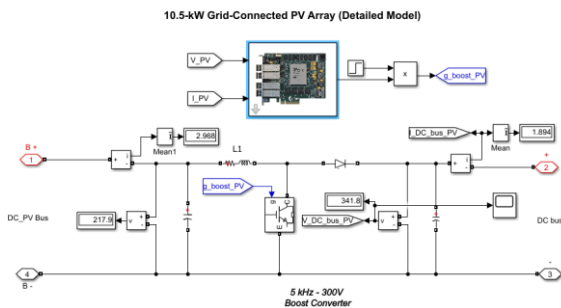 10.5-kW Grid-Connected PV Array (Detailed Model)
V_PV
I_PV
x
g_boost_PV
B +
1
+
-
i
i
Mean1
2.968
L1
I_DC_bus_PV
i
Mean
1.894
+
-
i
+
2
g_boost_PV
g
C
E
DC_PV Bus
217.9
v
+
-
341.8
V_DC_bus_PV
v
+
-
DC bus
4
B -
-
3
5 kHz - 300V
Boost Converter